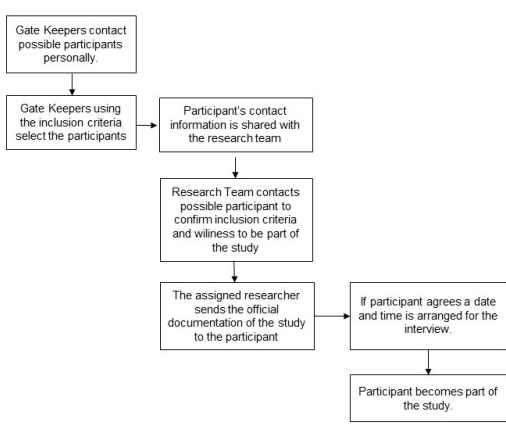 Gate Keepers contact
possible participants
personally.
Gate Keepers using
the inclusion criteria
select the participants
Participant's contact
information is shared with
the research team
Research Team contacts
possible participant to
confirm inclusion criteria
and wiliness to be part of
the study
The assigned researcher
sends the official
documentation of the study
to the participant
If participant agrees a date
and time is arranged for the
interview.
Participant becomes part of
the study.